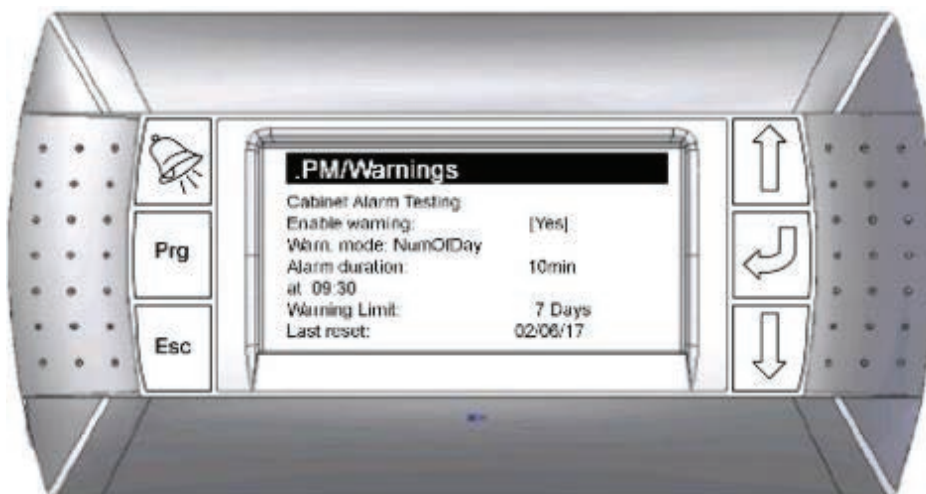 .PM/Warnings
Cabinet Alarm Testing
Enable warning: [Yes]
Warn. mode: NumOfDay
Alarm duration: 10min
at 09:30
Warning Limit: 7 Days
Last reset: 02/06/17
Prg
Esc